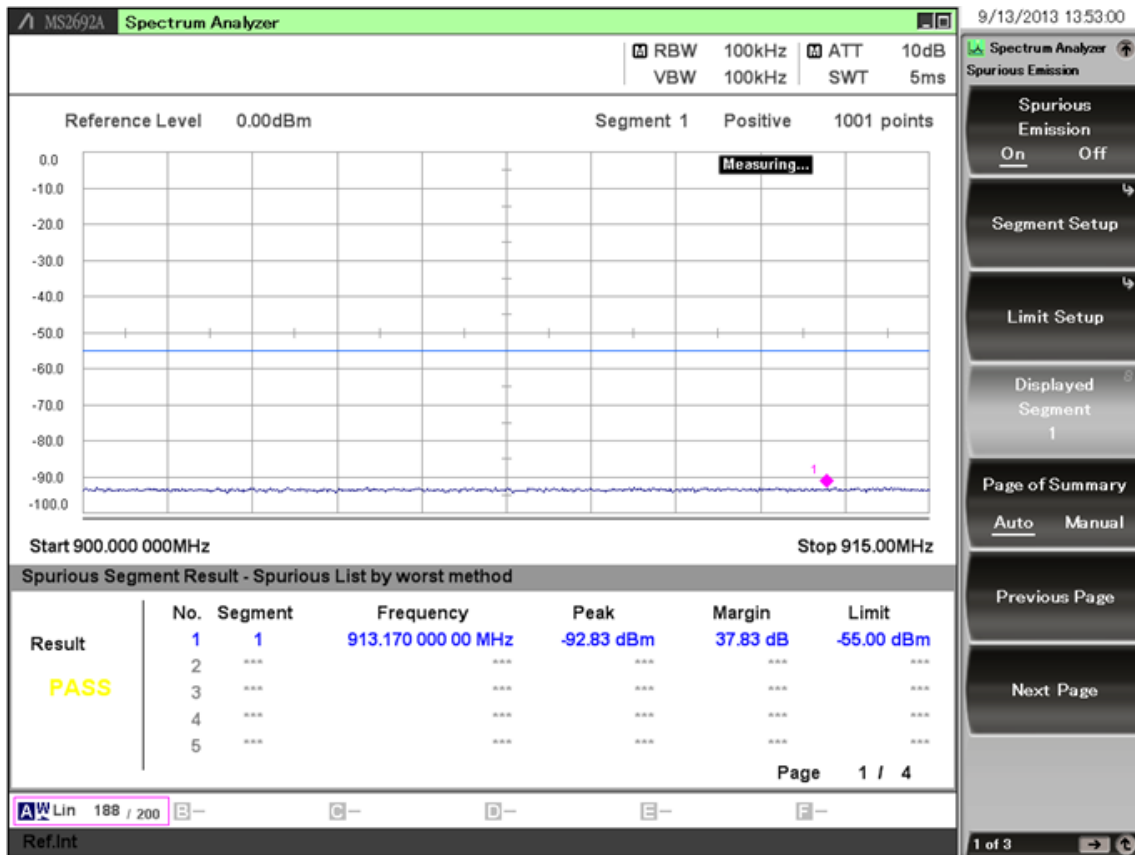 MS2692A Spectrum Analyzer
9/13/2013 13:53:00
M RBW 100kHz M ATT 10dB
VBW 100kHz SWT 5ms
Reference Level 0.00dBm Segment 1 Positive 1001 points
Measuring...
0.0
-10.0
-20.0
-30.0
-40.0
-50.0
-60.0
-70.0
-80.0
-90.0
-100.0
1
Start 900.000 000MHz Stop 915.00MHz
Spurious Segment Result - Spurious List by worst method
No. Segment Frequency Peak Margin Limit
Result
PASS
1 1 913.170 000 00 MHz -92.83 dBm 37.83 dB -55.00 dBm
2 *** *** *** *** ***
3 *** *** *** *** ***
4 *** *** *** *** ***
5 *** *** *** *** ***
Page 1 / 4
A W Lin 188 / 200 B - C - D - E - F -
Ref.Int
Spectrum Analyzer
Spurious Emission
Spurious
Emission
On Off
Segment Setup
Limit Setup
Displayed
Segment
1
Page of Summary
Auto Manual
Previous Page
Next Page
1 of 3